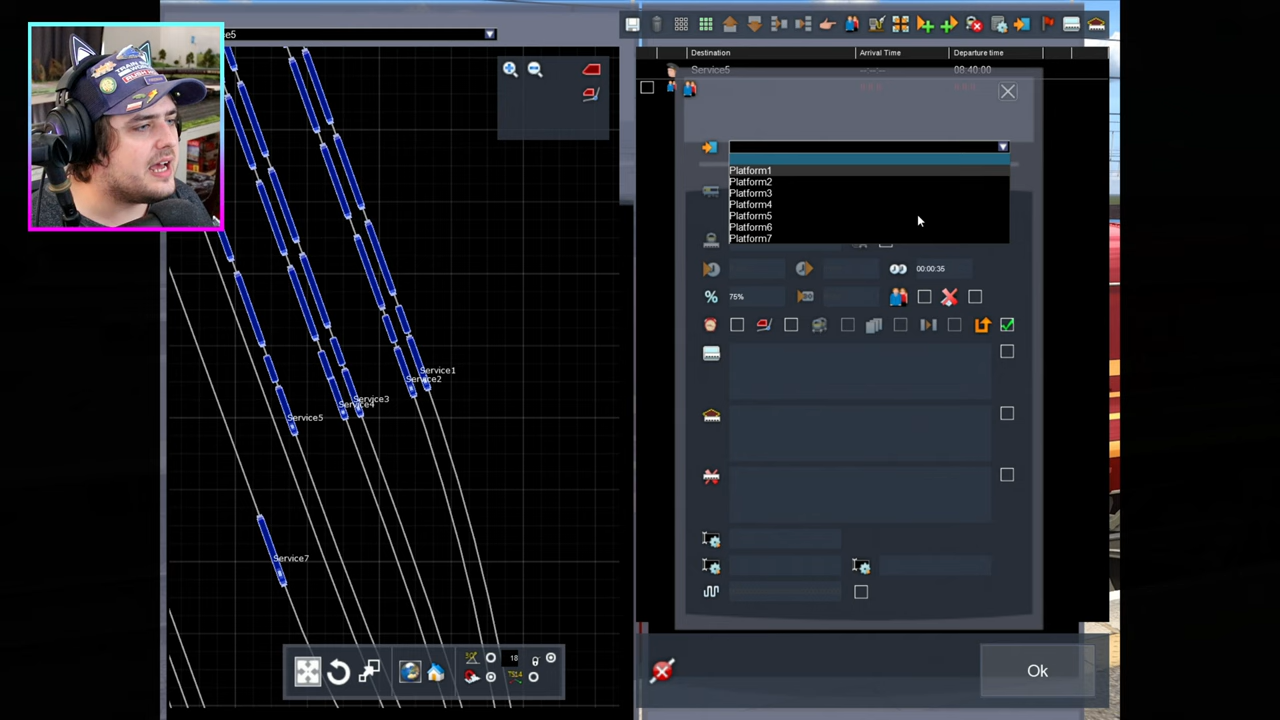 e5
Destination
Arrival Time
Departure time
Service5
--:--:--
08:40:00
Platform1
Platform2
Platform3
Platform4
Platform5
Platform6
Platform7
00:00:35
75%
Service1
Service2
Service3
Service4
Service5
Service7
18
Ok